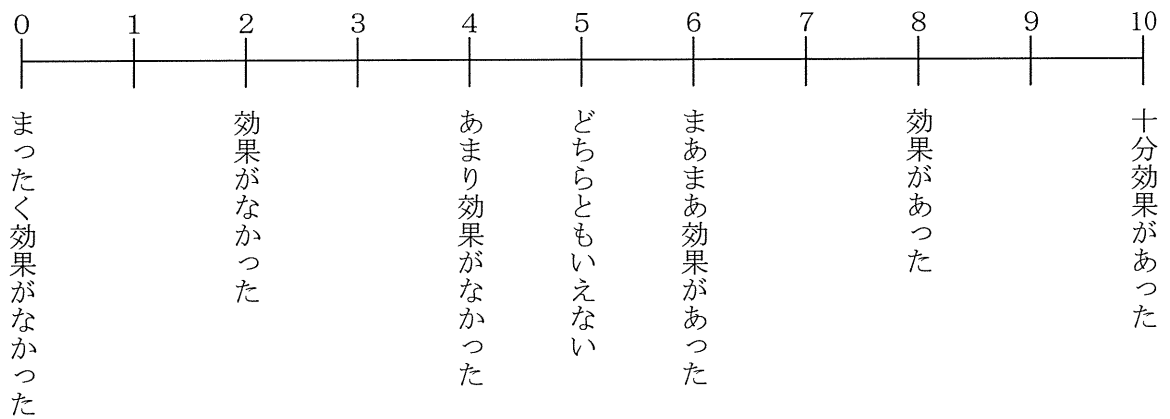 0 1 2 3 4 5 6 7 8 9 10
まったく効果がなかった
効果がなかった
あまり効果がなかった
どちらともいえない
まあまあ効果があった
効果があった
十分効果があった